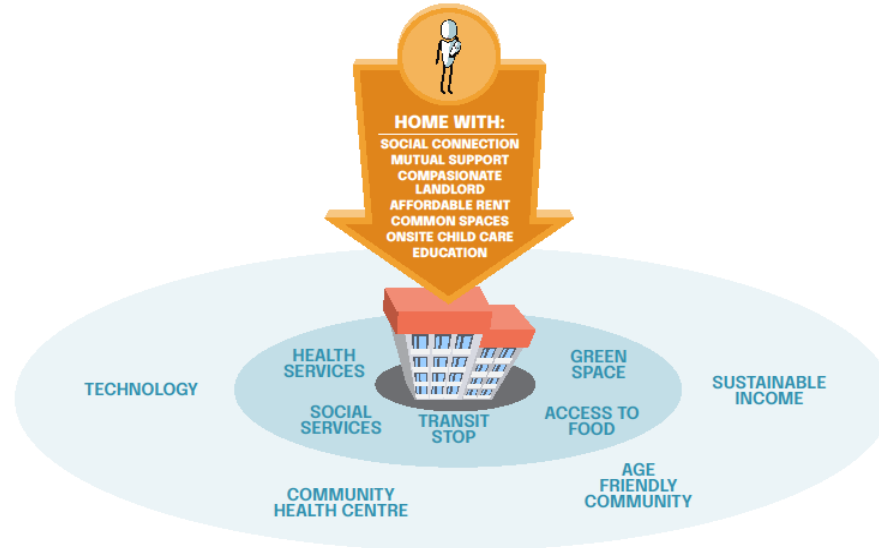 HOME WITH:
SOCIAL CONNECTION
MUTUAL SUPPORT
COMPASIONATE
LANDLORD
AFFORDABLE RENT
COMMON SPACES
ONSITE CHILD CARE
EDUCATION
HEALTH
SERVICES
GREEN
SPACE
TECHNOLOGY
SUSTAINABLE
INCOME
SOCIAL
SERVICES
TRANSIT
STOP
ACCESS TO
FOOD
COMMUNITY
HEALTH CENTRE
AGE
FRIENDLY
COMMUNITY